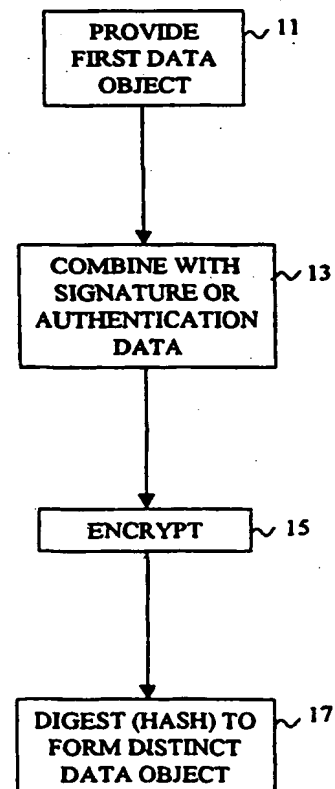 PROVIDE
FIRST DATA
OBJECT
11
COMBINE WITH
SIGNATURE OR
AUTHENTICATION
DATA
13
ENCRYPT
15
DIGEST (HASH) TO
FORM DISTINCT
DATA OBJECT
17